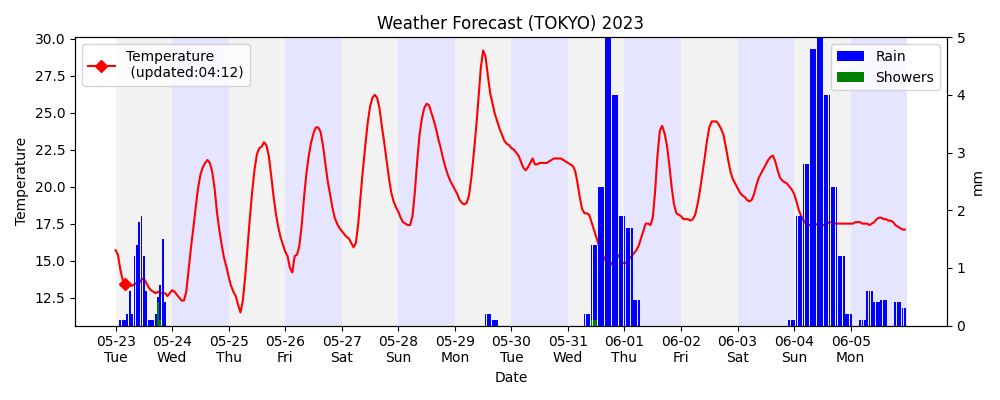 Weather Forecast (TOKYO) 2023
Temperature
(updated:04:12)
Rain
Showers
30.0
27.5
25.0
22.5
20.0
17.5
15.0
12.5
Temperature
5
4
3
2
1
0
mm
05-23 05-24 05-25 05-26 05-27 05-28 05-29 05-30 05-31 06-01 06-02 06-03 06-04 06-05
Tue Wed Thu Fri Sat Sun Mon Tue Wed Thu Fri Sat Sun Mon
Date